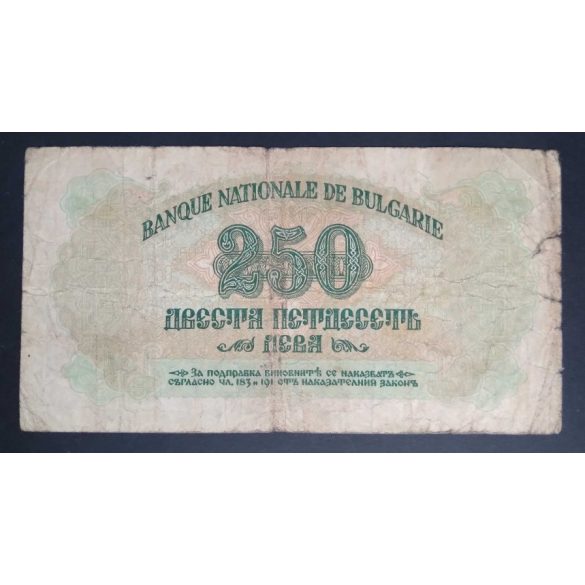 BANQUE NATIONALE DE BULGARIE
250
ДВЕСТА ПЕТДЕСЕТЬ
ЛЕВА
ЗА ПОДПРАВКА ВИНОВНИТѢ СЕ НАКАЗВАТЪ
СЪГЛАСНО ЧЛ. 183 И 191 ОТЪ НАКАЗАТЕЛНИЙ ЗАКОНЪ